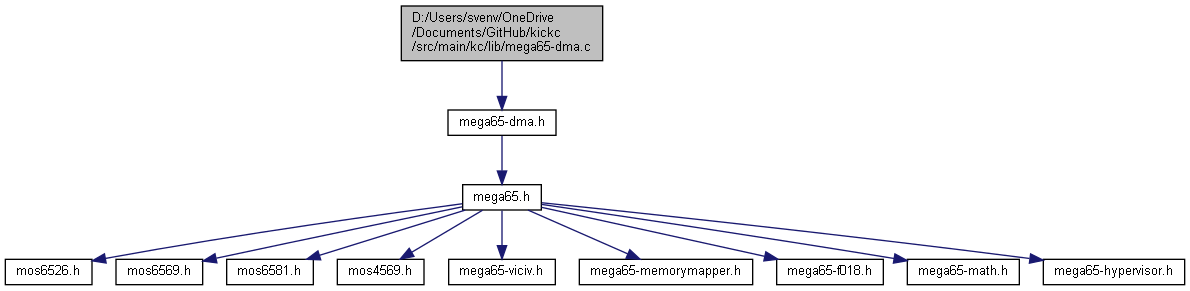 D:/Users/svenv/OneDrive
/Documents/GitHub/kickc
/src/main/kc/lib/mega65-dma.c
mega65-dma.h
mega65.h
mos6526.h
mos6569.h
mos6581.h
mos4569.h
mega65-viciv.h
mega65-memorymapper.h
mega65-f018.h
mega65-math.h
mega65-hypervisor.h